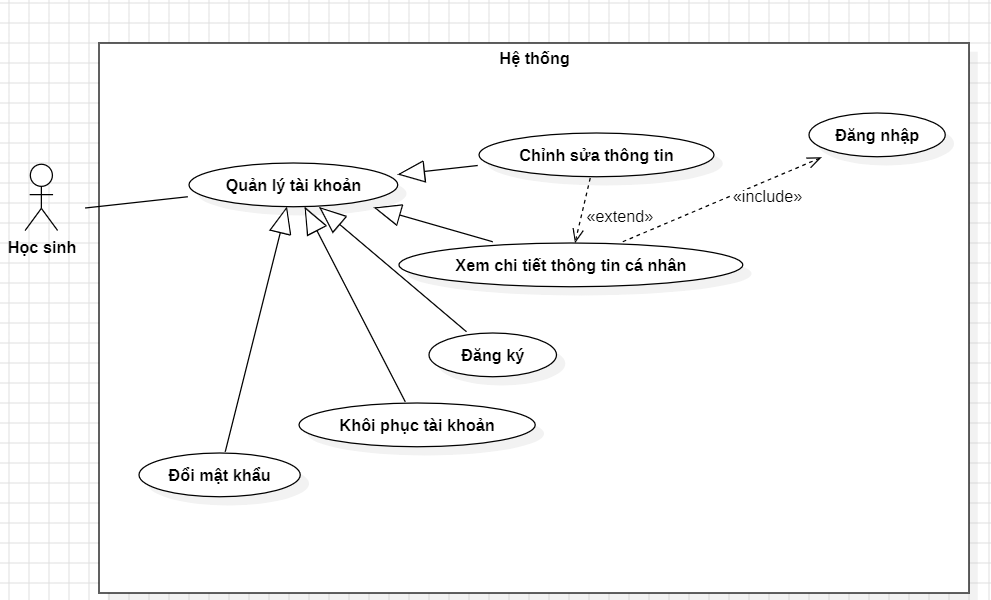 Hệ thống
Đăng nhập
Chỉnh sửa thông tin
Quản lý tài khoản
«include»
«extend»
Học sinh
Xem chi tiết thông tin cá nhân
Đăng ký
Khôi phục tài khoản
Đổi mật khẩu